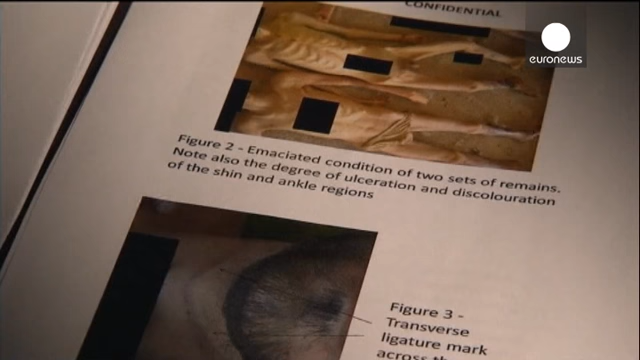 CONFIDENTIAL
euronews
Figure 2 - Emaciated condition of two sets of remains.
Note also the degree of ulceration and discolouration
of the shin and ankle regions
Figure 3 -
Transverse
ligature mark
across